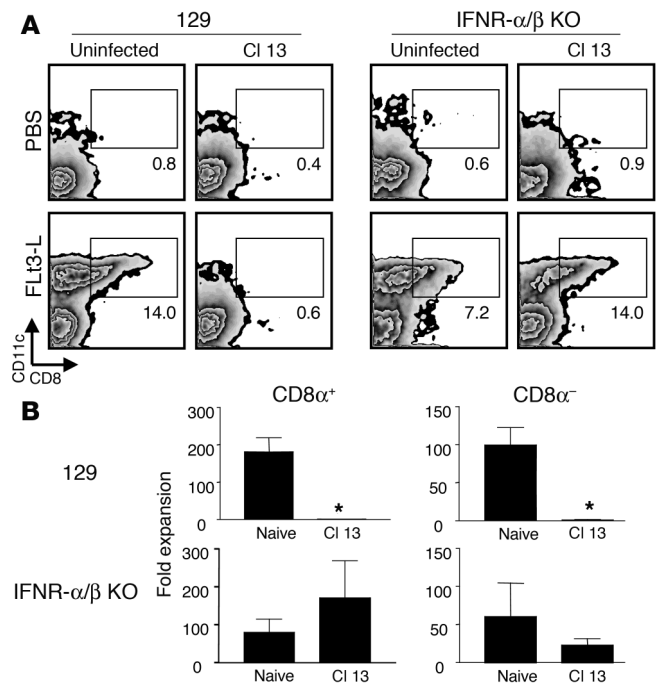 A
129
IFNR-α/β KO
Uninfected
Cl 13
Uninfected
Cl 13
PBS
0.8
0.4
0.6
0.9
FLt3-L
14.0
0.6
7.2
14.0
CD11c
CD8
B
CD8α⁺
CD8α⁻
129
Fold expansion
300
200
100
0
*
Naive
Cl 13
150
100
50
0
*
Naive
Cl 13
IFNR-α/β KO
300
200
100
0
Naive
Cl 13
150
100
50
0
Naive
Cl 13